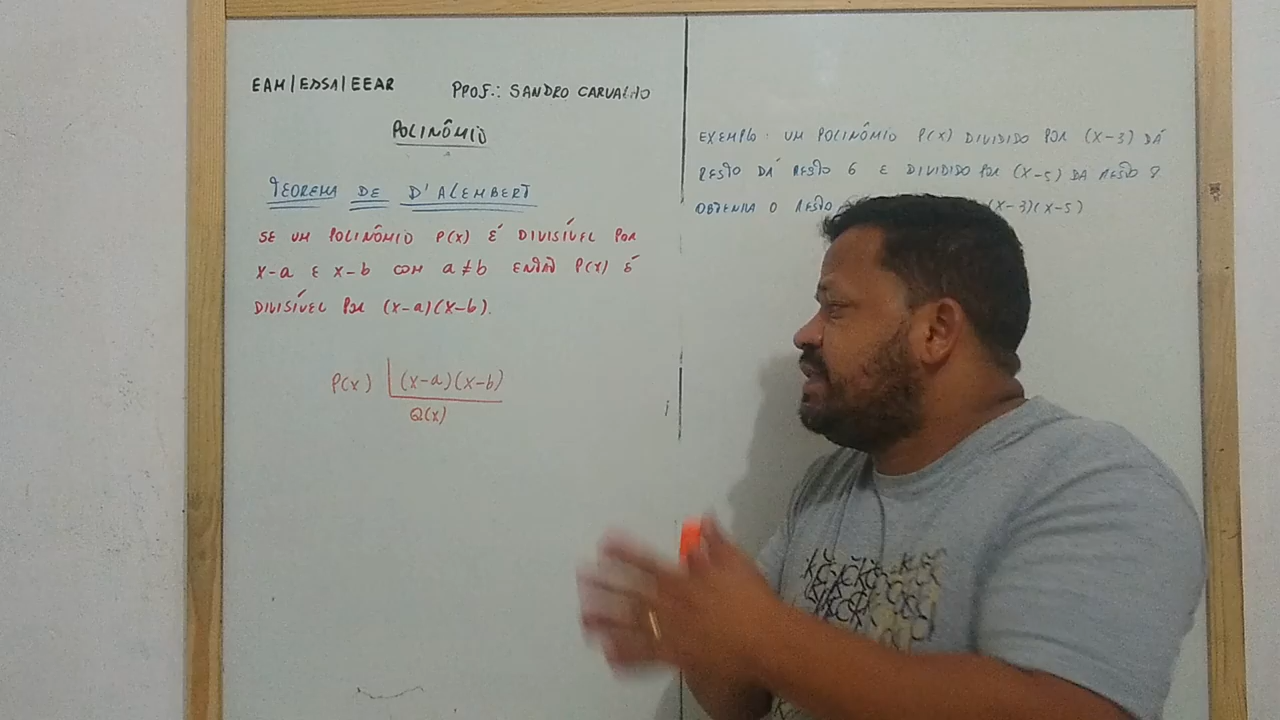 EAM/ESSA/EEAR
PROF.: SANDRO CARVALHO
POLINÔMIO
TEOREMA DE D'ALEMBERT
SE UM POLINÔMIO P(X) É DIVISÍVEL POR
X-a E X-b COM a≠b ENTÃO P(X) É
DIVISÍVEL POR (X-a)(X-b).
P(X) (X-a)(X-b)
Q(X)
EXEMPLO: UM POLINÔMIO P(X) DIVIDIDO POR (X-3) DÁ
RESTO DÁ RESTO 6 E DIVIDIDO POR (X-5) DA RESTO 8.
OBTENHA O RESTO (X-3)(X-5)